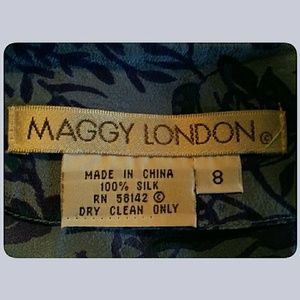 MAGGY LONDON©
MADE IN CHINA
100% SILK
RN 58142 ©
DRY CLEAN ONLY
8